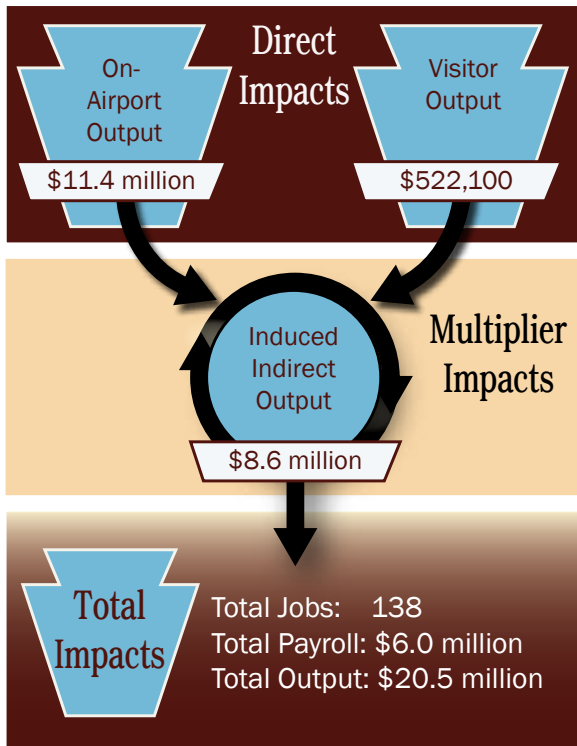 Direct
Impacts
On-
Airport
Output
$11.4 million
Visitor
Output
$522,100
Multiplier
Impacts
Induced
Indirect
Output
$8.6 million
Total
Impacts
Total Jobs: 138
Total Payroll: $6.0 million
Total Output: $20.5 million